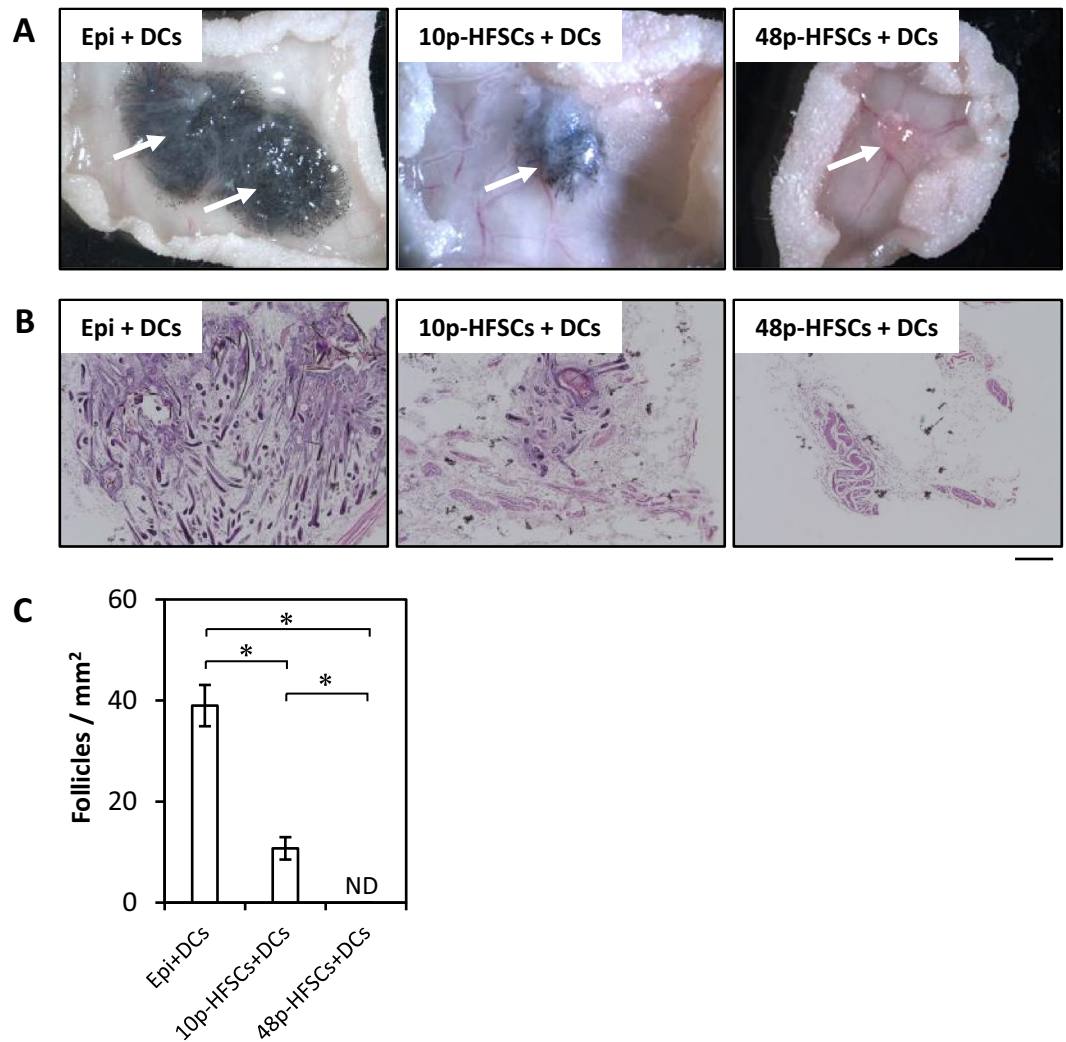 A
Epi + DCs
10p-HFSCs + DCs
48p-HFSCs + DCs
B
Epi + DCs
10p-HFSCs + DCs
48p-HFSCs + DCs
C
Follicles / mm²
60
40
20
0
*
*
*
ND
Epi+DCs
10p-HFSCs+DCs
48p-HFSCs+DCs